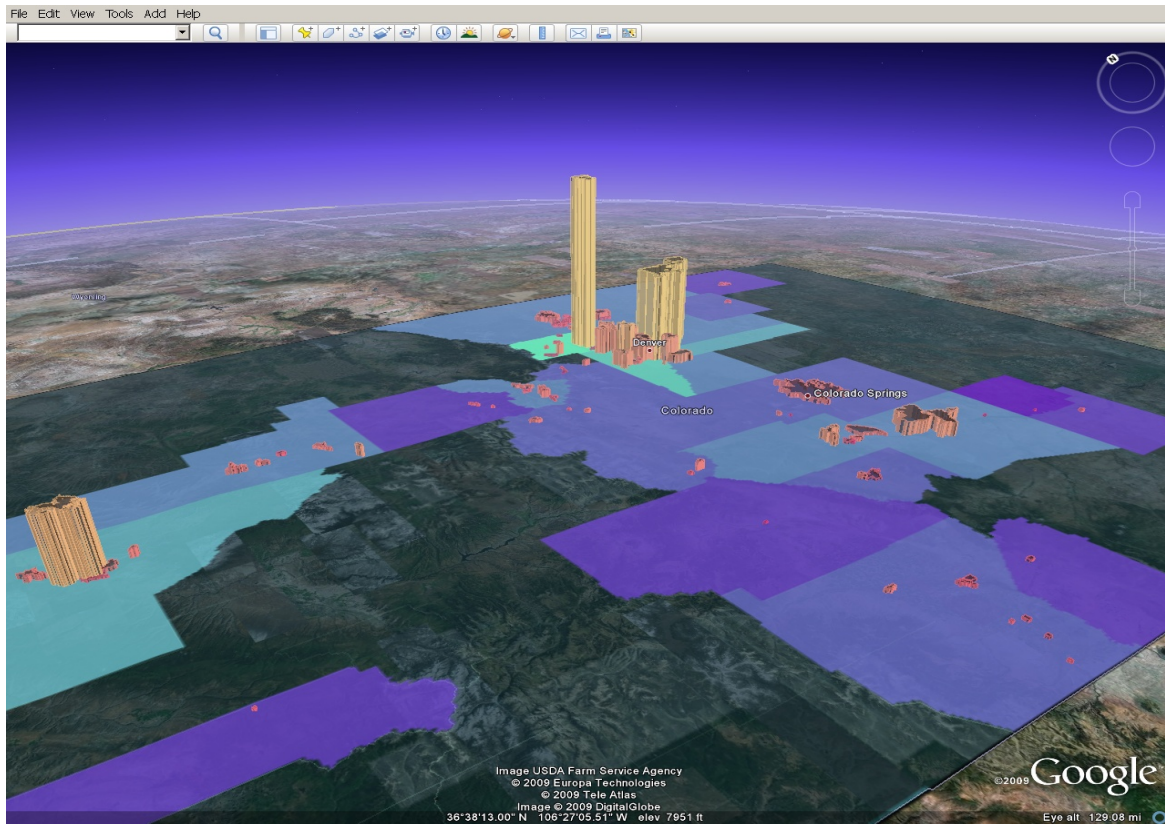 File Edit View Tools Add Help
N
Wyoming
Denver
Colorado Springs
Colorado
Image USDA Farm Service Agency
© 2009 Europa Technologies
© 2009 Tele Atlas
Image © 2009 DigitalGlobe
©2009 Google
36°38'13.00" N 106°27'05.51" W elev 7951 ft
Eye alt 129.08 mi